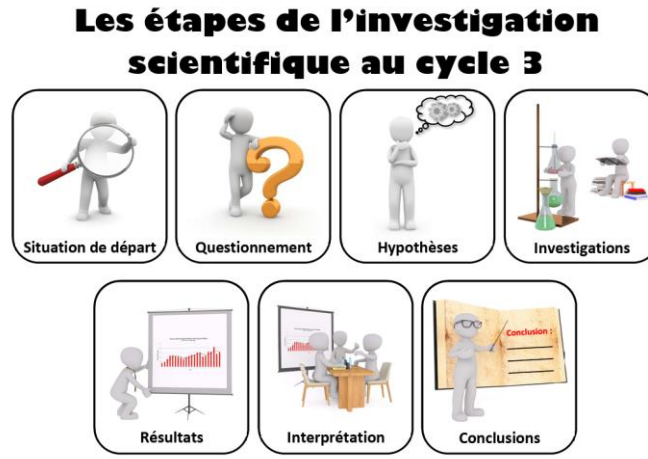 Les étapes de l’investigation
scientifique au cycle 3
Situation de départ
Questionnement
Hypothèses
Investigations
Conclusion :
Résultats
Interprétation
Conclusions